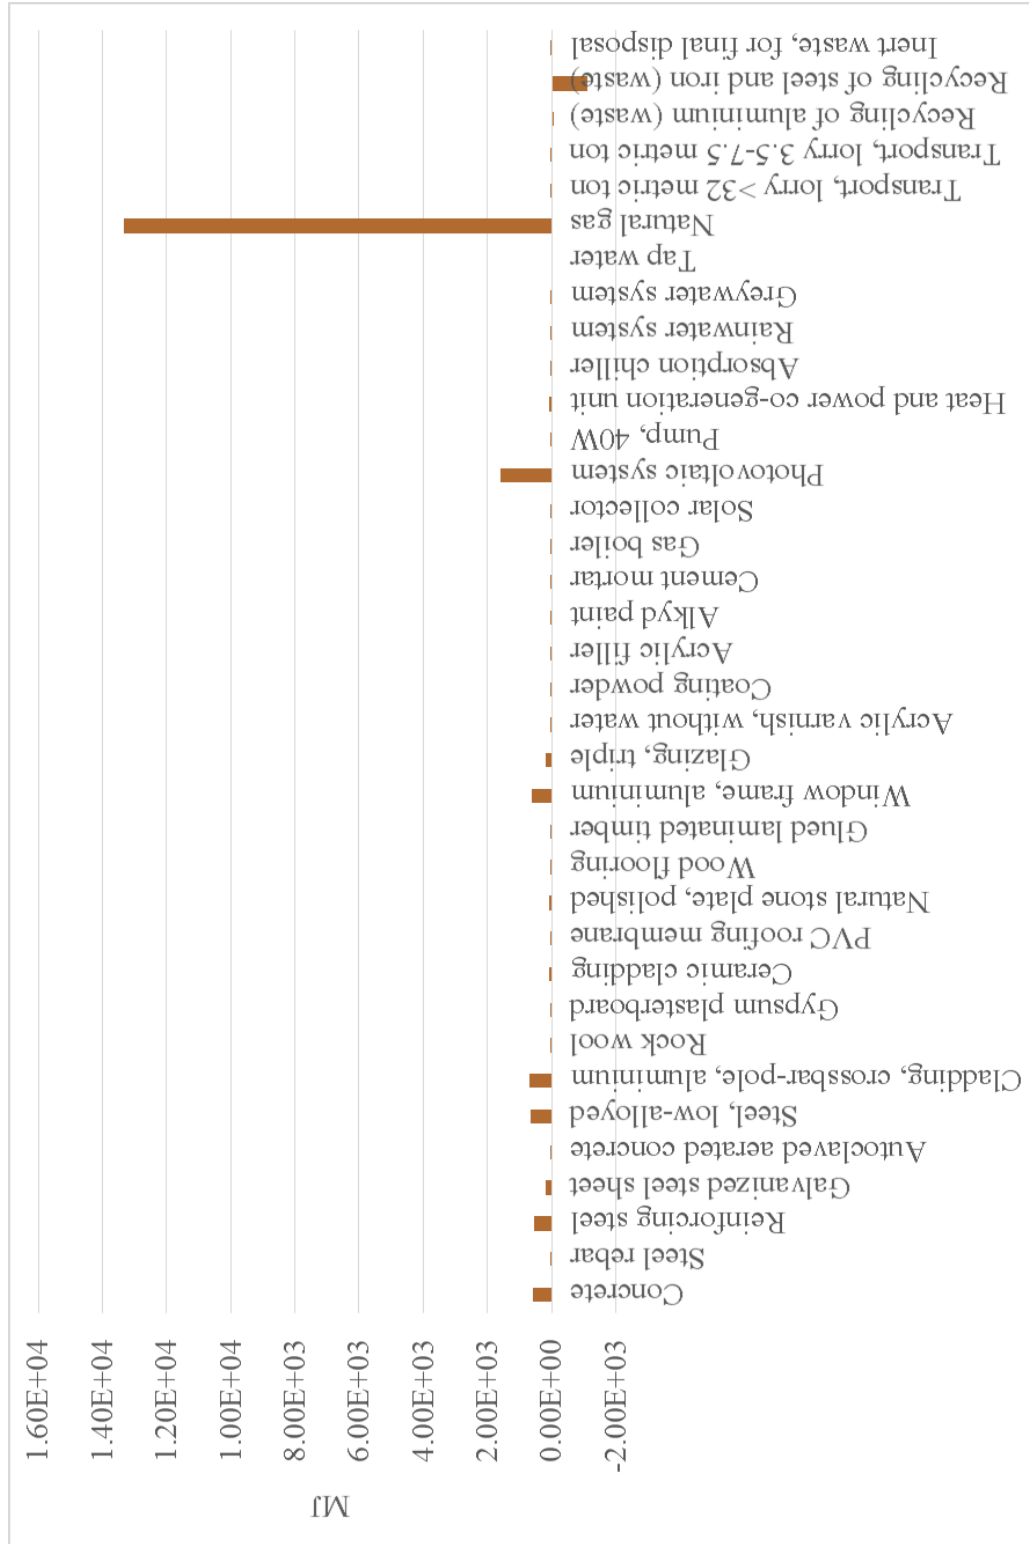 MJ
1.60E+04
1.40E+04
1.20E+04
1.00E+04
8.00E+03
6.00E+03
4.00E+03
2.00E+03
0.00E+00
-2.00E+03
Concrete
Steel rebar
Reinforcing steel
Galvanized steel sheet
Autoclaved aerated concrete
Steel, low-alloyed
Cladding, crossbar-pole, aluminium
Rock wool
Gypsum plasterboard
Ceramic cladding
PVC roofing membrane
Natural stone plate, polished
Wood flooring
Glued laminated timber
Window frame, aluminium
Glazing, triple
Acrylic varnish, without water
Coating powder
Acrylic filler
Alkyd paint
Cement mortar
Gas boiler
Solar collector
Photovoltaic system
Pump, 40W
Heat and power co-generation unit
Absorption chiller
Rainwater system
Greywater system
Tap water
Natural gas
Transport, lorry >32 metric ton
Transport, lorry 3.5-7.5 metric ton
Recycling of aluminium (waste)
Recycling of steel and iron (waste)
Inert waste, for final disposal